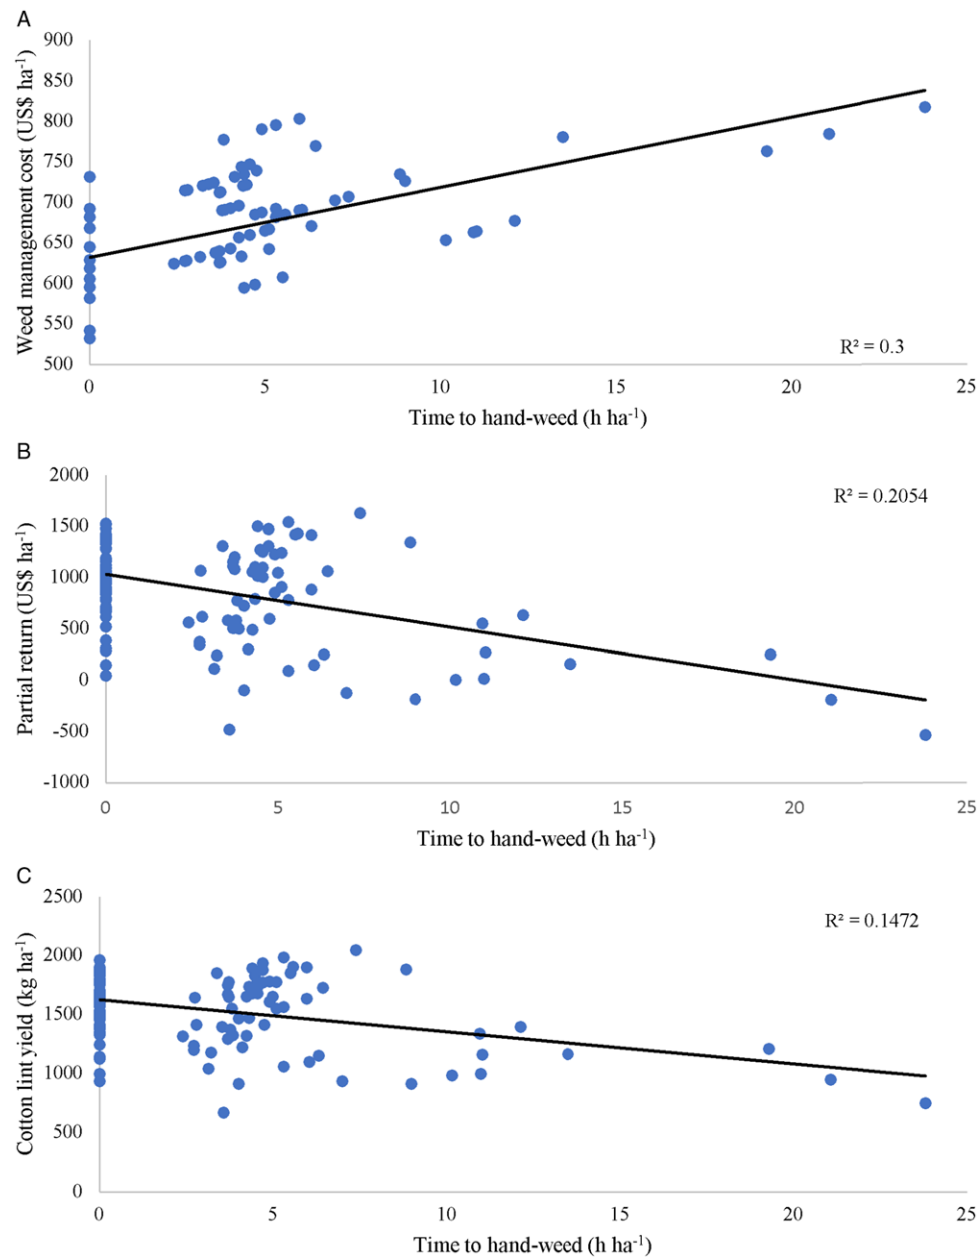 A
Weed management cost (US$ ha⁻¹)
900
850
800
750
700
650
600
550
500
R² = 0.3
0 5 10 15 20 25
Time to hand-weed (h ha⁻¹)
B
Partial return (US$ ha⁻¹)
2000
1500
1000
500
0
-500
-1000
R² = 0.2054
0 5 10 15 20 25
Time to hand-weed (h ha⁻¹)
C
Cotton lint yield (kg ha⁻¹)
2500
2000
1500
1000
500
0
R² = 0.1472
0 5 10 15 20 25
Time to hand-weed (h ha⁻¹)